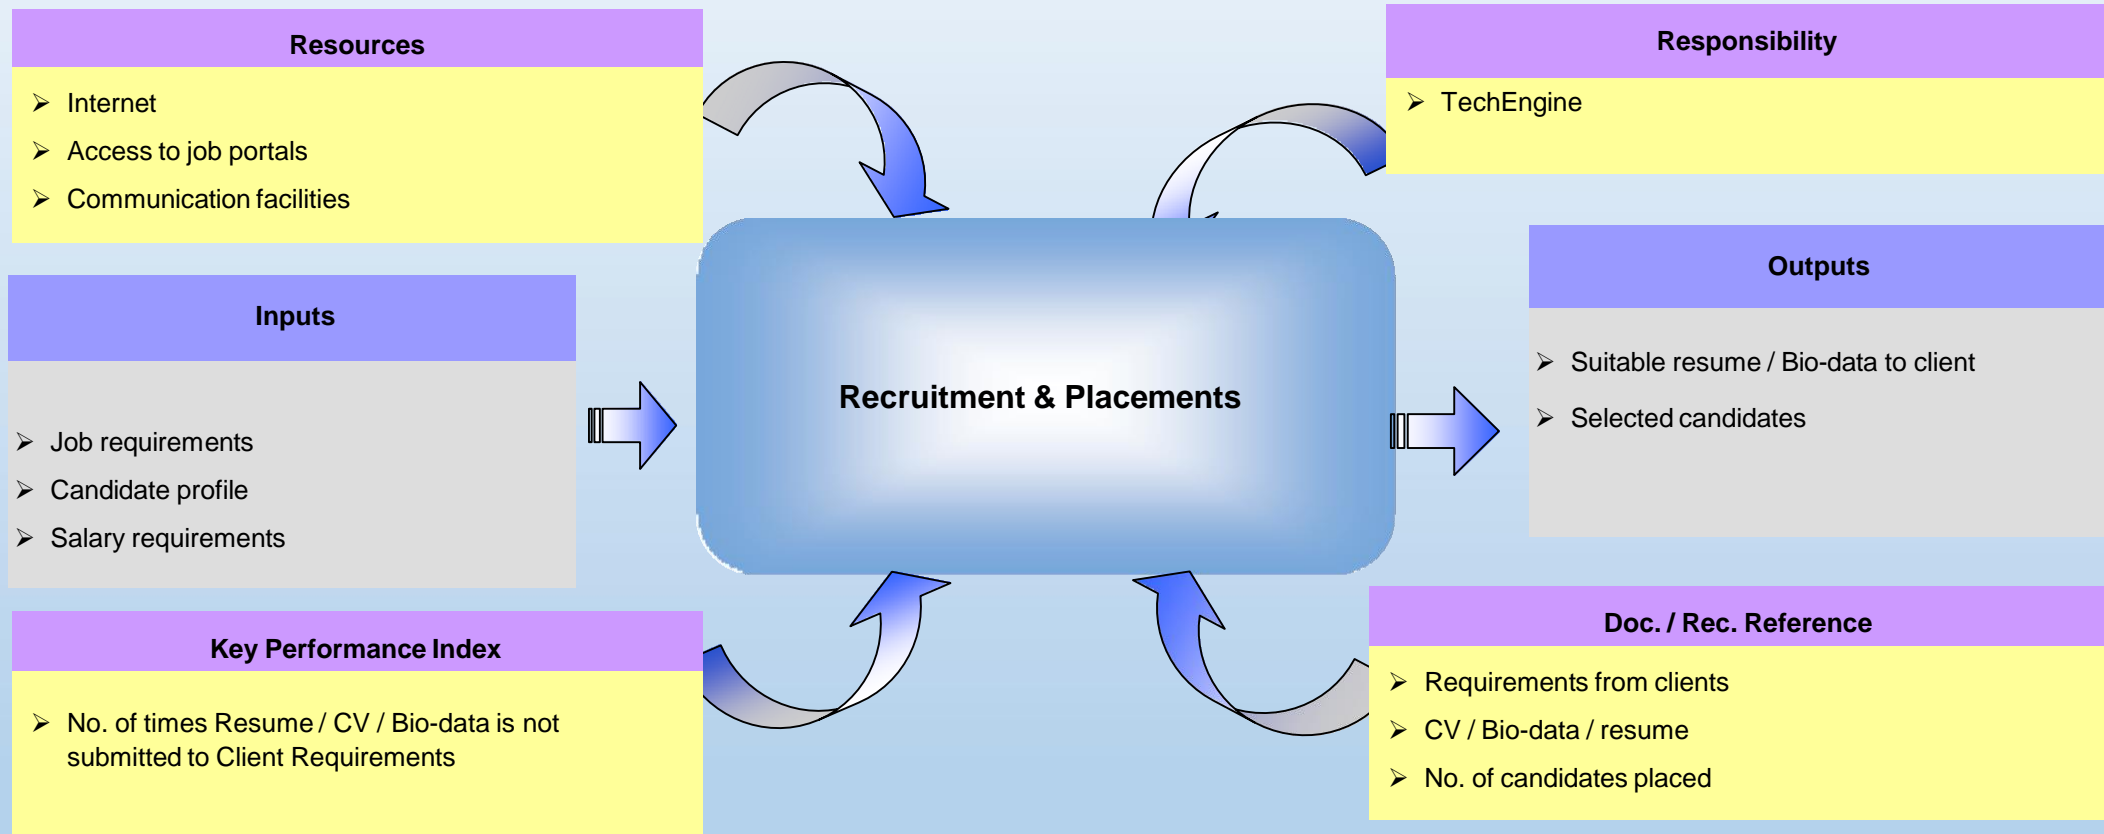 Resources
➢ Internet
➢ Access to job portals
➢ Communication facilities
Responsibility
➢ TechEngine
Inputs
➢ Job requirements
➢ Candidate profile
➢ Salary requirements
Recruitment & Placements
Outputs
➢ Suitable resume / Bio-data to client
➢ Selected candidates
Key Performance Index
➢ No. of times Resume / CV / Bio-data is not
submitted to Client Requirements
Doc. / Rec. Reference
➢ Requirements from clients
➢ CV / Bio-data / resume
➢ No. of candidates placed